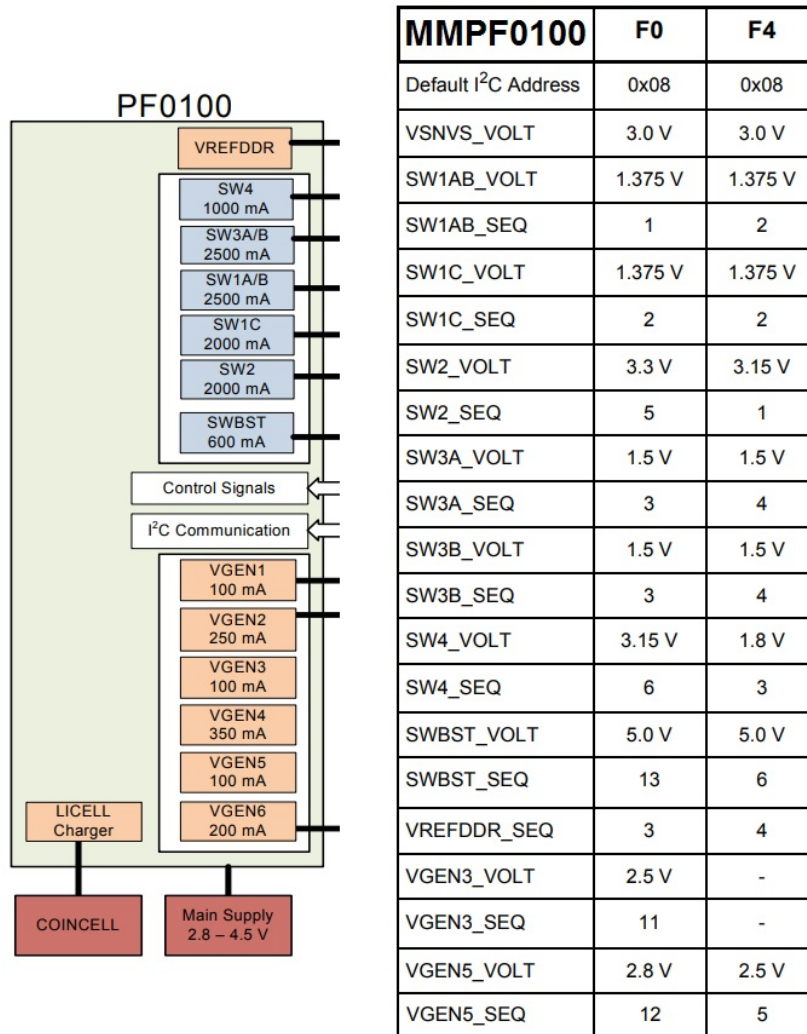 PF0100
VREFDDR
SW4
1000 mA
SW3A/B
2500 mA
SW1A/B
2500 mA
SW1C
2000 mA
SW2
2000 mA
SWBST
600 mA
Control Signals
I²C Communication
VGEN1
100 mA
VGEN2
250 mA
VGEN3
100 mA
VGEN4
350 mA
VGEN5
100 mA
VGEN6
200 mA
LICELL
Charger
COINCELL
Main Supply
2.8 – 4.5 V
MMPF0100 F0 F4
Default I²C Address 0x08 0x08
VSNVS_VOLT 3.0 V 3.0 V
SW1AB_VOLT 1.375 V 1.375 V
SW1AB_SEQ 1 2
SW1C_VOLT 1.375 V 1.375 V
SW1C_SEQ 2 2
SW2_VOLT 3.3 V 3.15 V
SW2_SEQ 5 1
SW3A_VOLT 1.5 V 1.5 V
SW3A_SEQ 3 4
SW3B_VOLT 1.5 V 1.5 V
SW3B_SEQ 3 4
SW4_VOLT 3.15 V 1.8 V
SW4_SEQ 6 3
SWBST_VOLT 5.0 V 5.0 V
SWBST_SEQ 13 6
VREFDDR_SEQ 3 4
VGEN3_VOLT 2.5 V -
VGEN3_SEQ 11 -
VGEN5_VOLT 2.8 V 2.5 V
VGEN5_SEQ 12 5